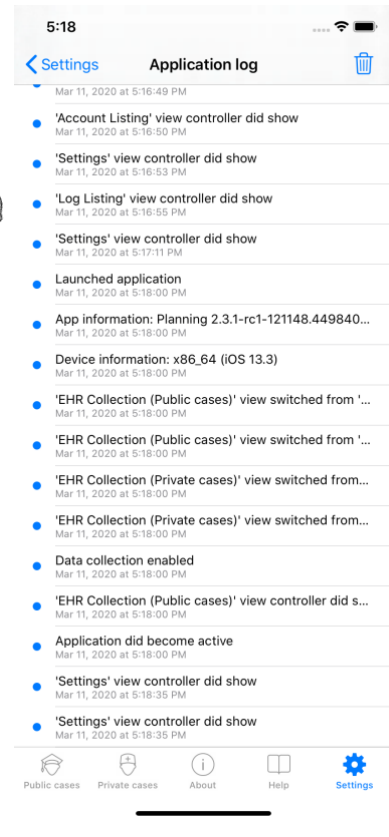 5:18
Settings
Application log
Mar 11, 2020 at 5:16:49 PM
'Account Listing' view controller did show
Mar 11, 2020 at 5:16:50 PM
'Settings' view controller did show
Mar 11, 2020 at 5:16:53 PM
'Log Listing' view controller did show
Mar 11, 2020 at 5:16:55 PM
'Settings' view controller did show
Mar 11, 2020 at 5:17:11 PM
Launched application
Mar 11, 2020 at 5:18:00 PM
App information: Planning 2.3.1-rc1-121148.449840...
Mar 11, 2020 at 5:18:00 PM
Device information: x86_64 (iOS 13.3)
Mar 11, 2020 at 5:18:00 PM
'EHR Collection (Public cases)' view switched from '...
Mar 11, 2020 at 5:18:00 PM
'EHR Collection (Public cases)' view switched from '...
Mar 11, 2020 at 5:18:00 PM
'EHR Collection (Private cases)' view switched from...
Mar 11, 2020 at 5:18:00 PM
'EHR Collection (Private cases)' view switched from...
Mar 11, 2020 at 5:18:00 PM
Data collection enabled
Mar 11, 2020 at 5:18:00 PM
'EHR Collection (Public cases)' view controller did s...
Mar 11, 2020 at 5:18:00 PM
Application did become active
Mar 11, 2020 at 5:18:00 PM
'Settings' view controller did show
Mar 11, 2020 at 5:18:35 PM
'Settings' view controller did show
Mar 11, 2020 at 5:18:35 PM
Public cases
Private cases
About
Help
Settings